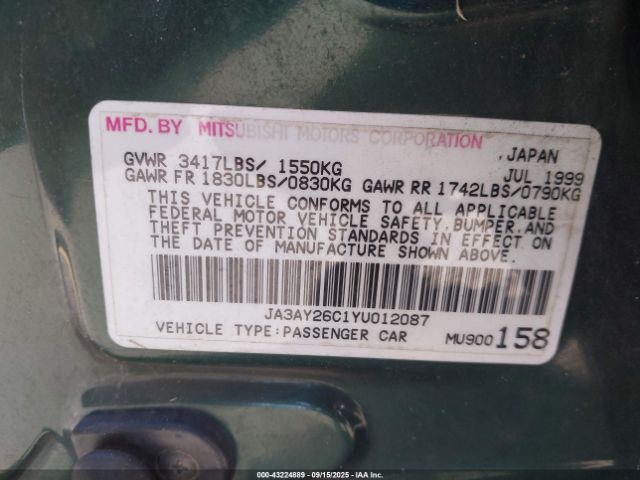 MFD. BY MITSUBISHI MOTORS CORPORATION
, JAPAN
GVWR 3417LBS/ 1550KG JUL 1999
GAWR FR 1830LBS/0830KG GAWR RR 1742LBS/0790KG
THIS VEHICLE CONFORMS TO ALL APPLICABLE
FEDERAL MOTOR VEHICLE SAFETY, BUMPER, AND
THEFT PREVENTION STANDARDS IN EFFECT ON
THE DATE OF MANUFACTURE SHOWN ABOVE.
JA3AY26C1YU012087
VEHICLE TYPE:PASSENGER CAR MU900158
000-43224889 - 09/15/2025 - IAA Inc.